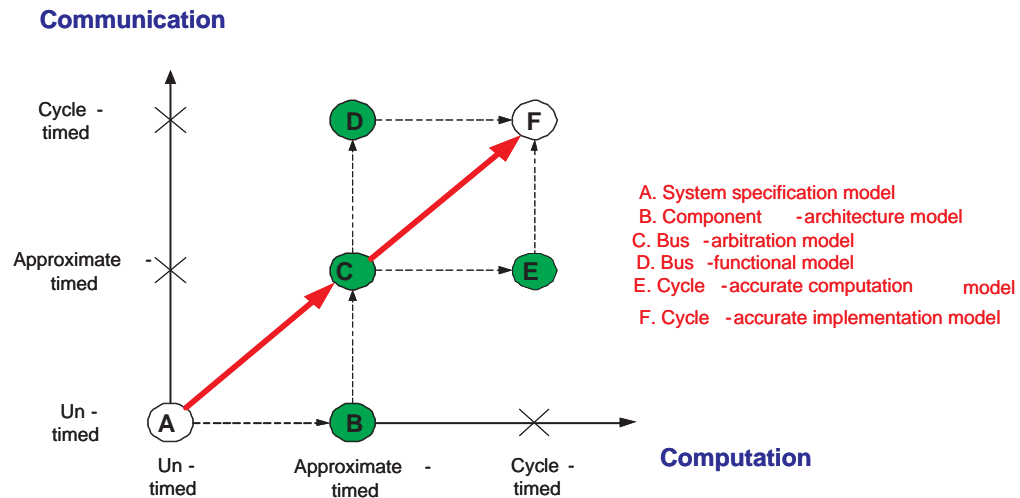 Communication
Cycle -
timed
D
F
A. System specification model
B. Component -architecture model
C. Bus -arbitration model
D. Bus -functional model
E. Cycle -accurate computation model
F. Cycle -accurate implementation model
Approximate -
timed
C
E
Un -
timed
A
B
Computation
Un -
timed
Approximate -
timed
Cycle -
timed